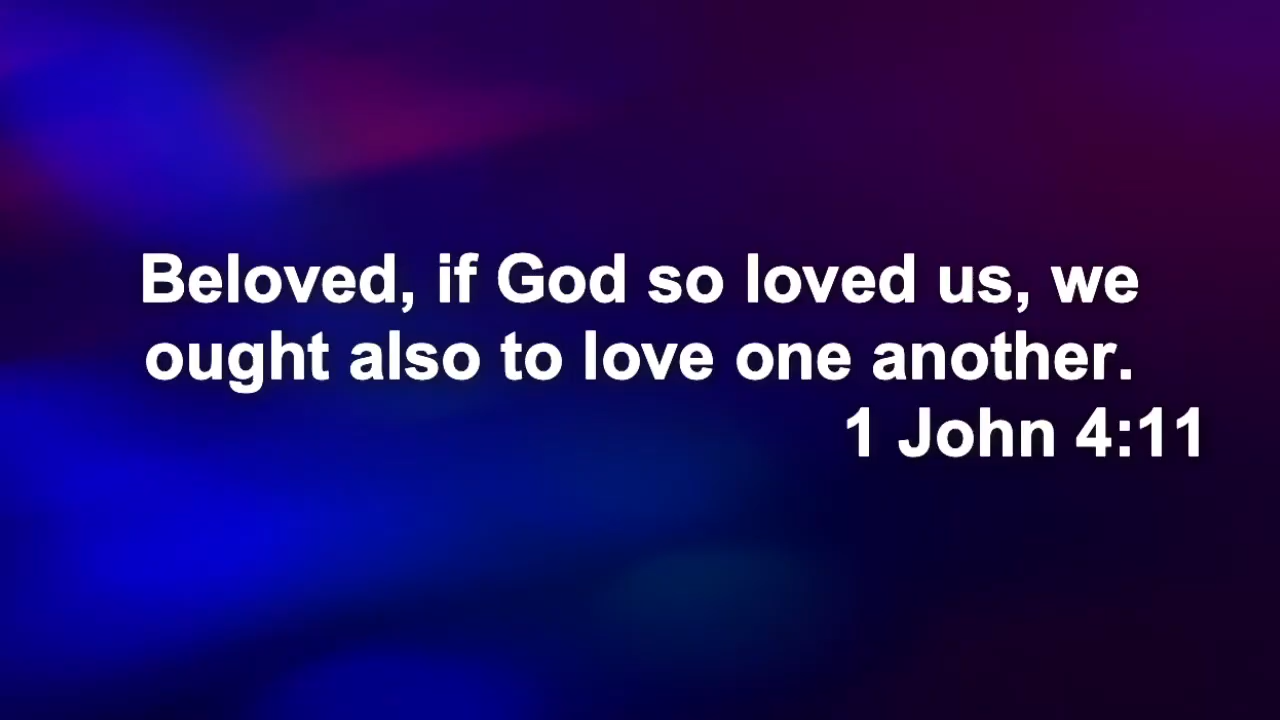 Beloved, if God so loved us, we
ought also to love one another.
1 John 4:11